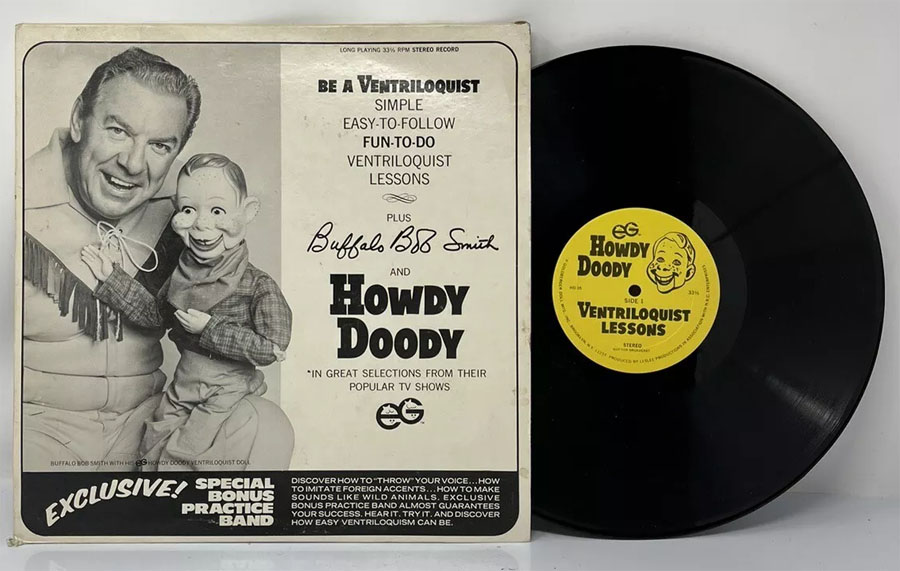 LONG PLAYING 33⅓ RPM STEREO RECORD
BE A VENTRILOQUIST
SIMPLE
EASY-TO-FOLLOW
FUN-TO-DO
VENTRILOQUIST
LESSONS
PLUS
Buffalo Bob Smith
AND
HOWDY
DOODY
*IN GREAT SELECTIONS FROM THEIR
POPULAR TV SHOWS
eG
BUFFALO BOB SMITH WITH HIS eG HOWDY DOODY VENTRILOQUIST DOLL
EXCLUSIVE!
SPECIAL
BONUS
PRACTICE
BAND
DISCOVER HOW TO "THROW" YOUR VOICE...HOW
TO IMITATE FOREIGN ACCENTS...HOW TO MAKE
SOUNDS LIKE WILD ANIMALS. EXCLUSIVE
BONUS PRACTICE BAND ALMOST GUARANTEES
YOUR SUCCESS. HEAR IT. TRY IT. AND DISCOVER
HOW EASY VENTRILOQUISM CAN BE.
eG
HOWDY
DOODY
33⅓
SIDE 1
VENTRILOQUIST
LESSONS
STEREO
NOT FOR BROADCAST